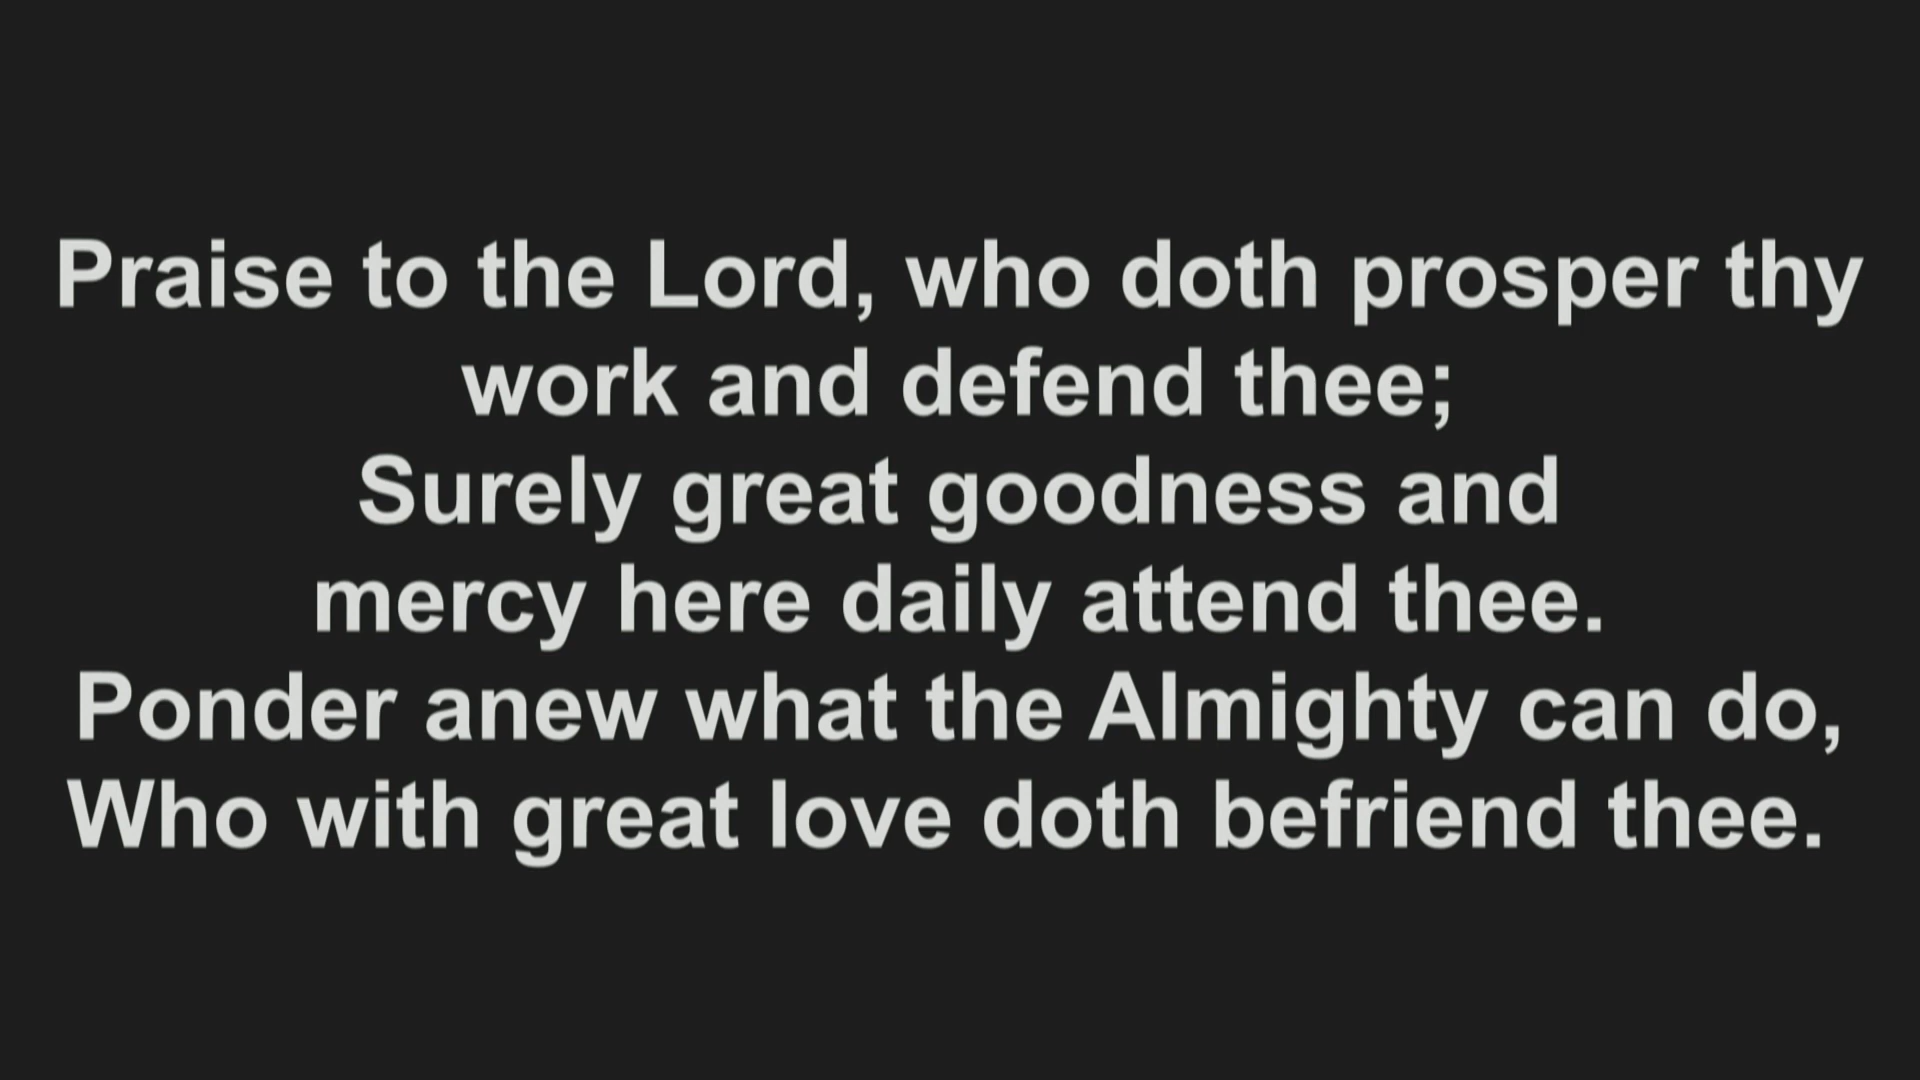 Praise to the Lord, who doth prosper thy
work and defend thee;
Surely great goodness and
mercy here daily attend thee.
Ponder anew what the Almighty can do,
Who with great love doth befriend thee.